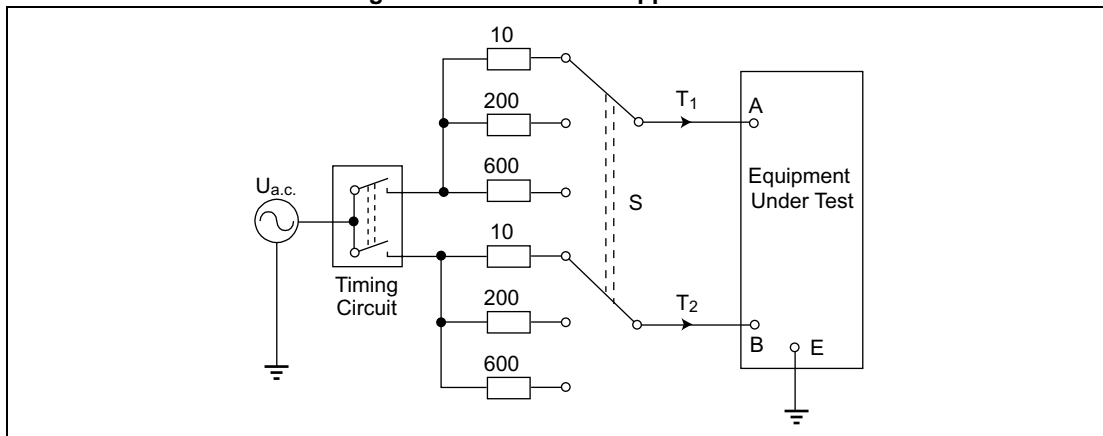 10
200
T1
A
600
Equipment
Under Test
Ua.c.
S
10
Timing
Circuit
200
T2
B
E
600